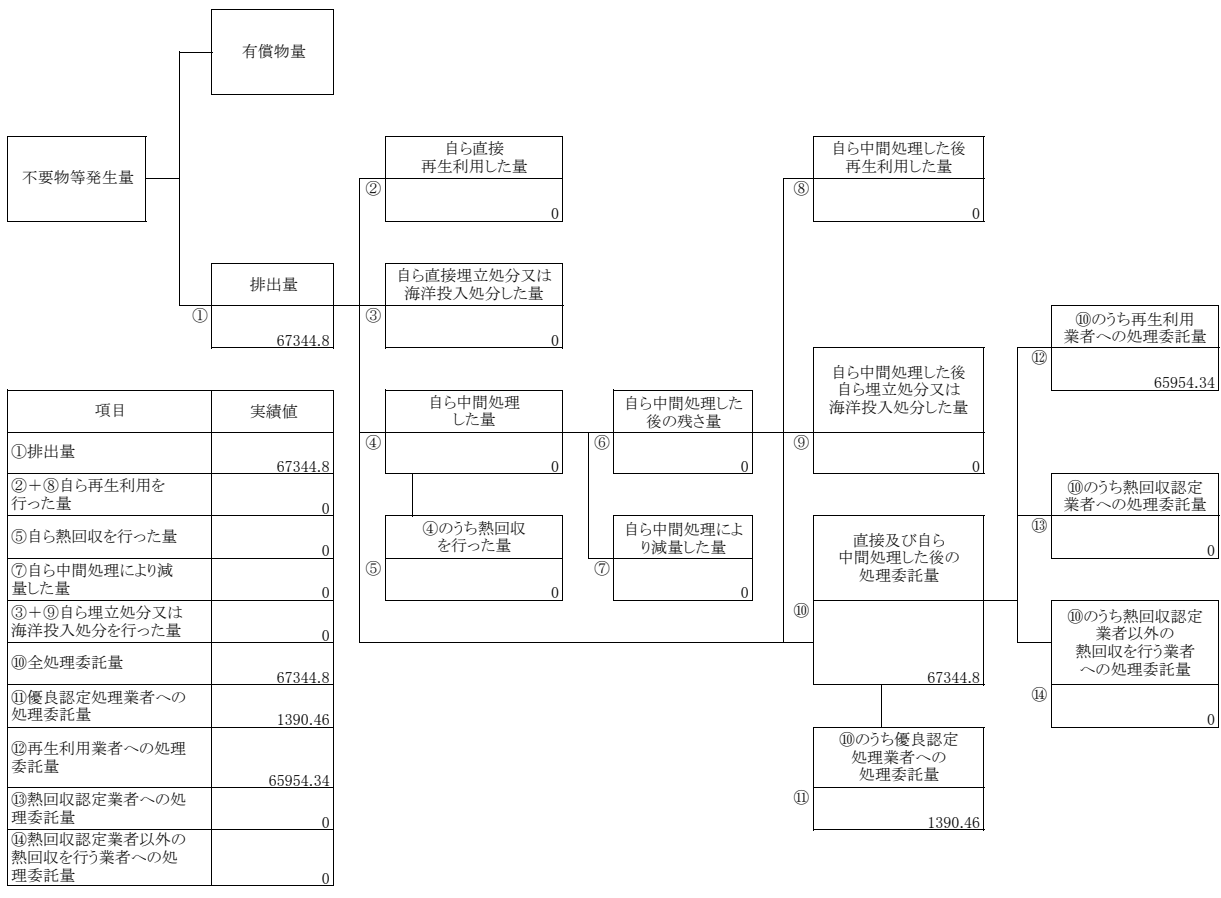 有償物量
不要物等発生量
排出量
①
67344.8
自ら直接
再生利用した量
②
0
自ら直接埋立処分又は
海洋投入処分した量
③
0
自ら中間処理
した量
④
0
④のうち熱回収
を行った量
⑤
0
自ら中間処理した
後の残さ量
⑥
0
自ら中間処理によ
り減量した量
⑦
0
自ら中間処理した後
再生利用した量
⑧
0
自ら中間処理した後
自ら埋立処分又は
海洋投入処分した量
⑨
0
直接及び自ら
中間処理した後の
処理委託量
⑩
67344.8
⑩のうち優良認定
処理業者への
処理委託量
⑪
1390.46
⑩のうち再生利用
業者への処理委託量
⑫
65954.34
⑩のうち熱回収認定
業者への処理委託量
⑬
0
⑩のうち熱回収認定
業者以外の
熱回収を行う業者
への処理委託量
⑭
0
項目 実績値
①排出量
67344.8
②＋⑧自ら再生利用を
行った量
0
⑤自ら熱回収を行った量
0
⑦自ら中間処理により減
量した量
0
③＋⑨自ら埋立処分又は
海洋投入処分を行った量
0
⑩全処理委託量
67344.8
⑪優良認定処理業者への
処理委託量
1390.46
⑫再生利用業者への処理
委託量
65954.34
⑬熱回収認定業者への処
理委託量
0
⑭熱回収認定業者以外の
熱回収を行う業者への処
理委託量
0